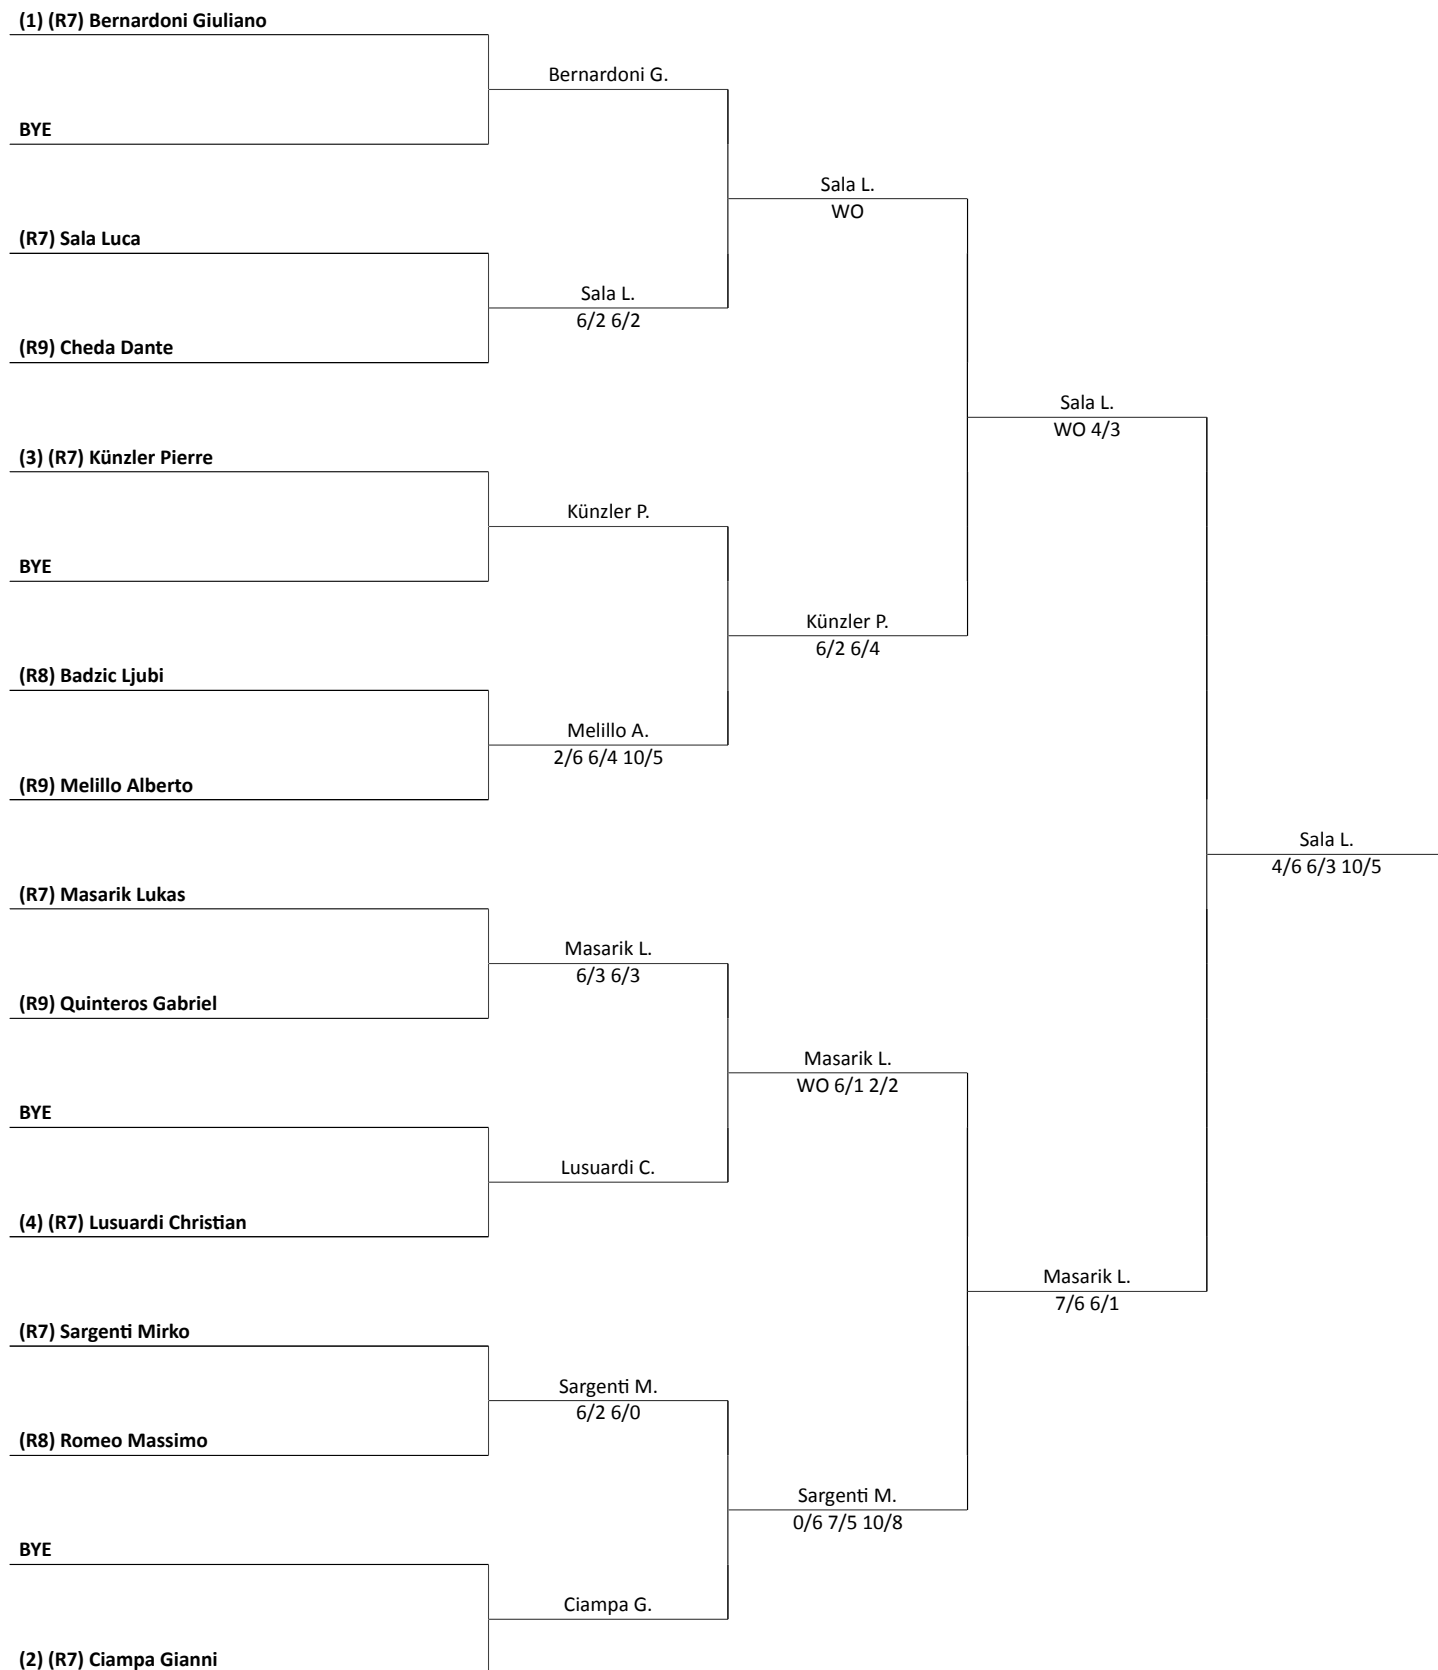 (1) (R7) Bernardoni Giuliano
Bernardoni G.
BYE
Sala L.
WO
(R7) Sala Luca
Sala L.
6/2 6/2
(R9) Cheda Dante
Sala L.
WO 4/3
(3) (R7) Künzler Pierre
Künzler P.
BYE
Künzler P.
6/2 6/4
(R8) Badzic Ljubi
Melillo A.
2/6 6/4 10/5
(R9) Melillo Alberto
Sala L.
4/6 6/3 10/5
(R7) Masarik Lukas
Masarik L.
6/3 6/3
(R9) Quinteros Gabriel
Masarik L.
WO 6/1 2/2
BYE
Lusuardi C.
(4) (R7) Lusuardi Christian
Masarik L.
7/6 6/1
(R7) Sargenti Mirko
Sargenti M.
6/2 6/0
(R8) Romeo Massimo
Sargenti M.
0/6 7/5 10/8
BYE
Ciampa G.
(2) (R7) Ciampa Gianni